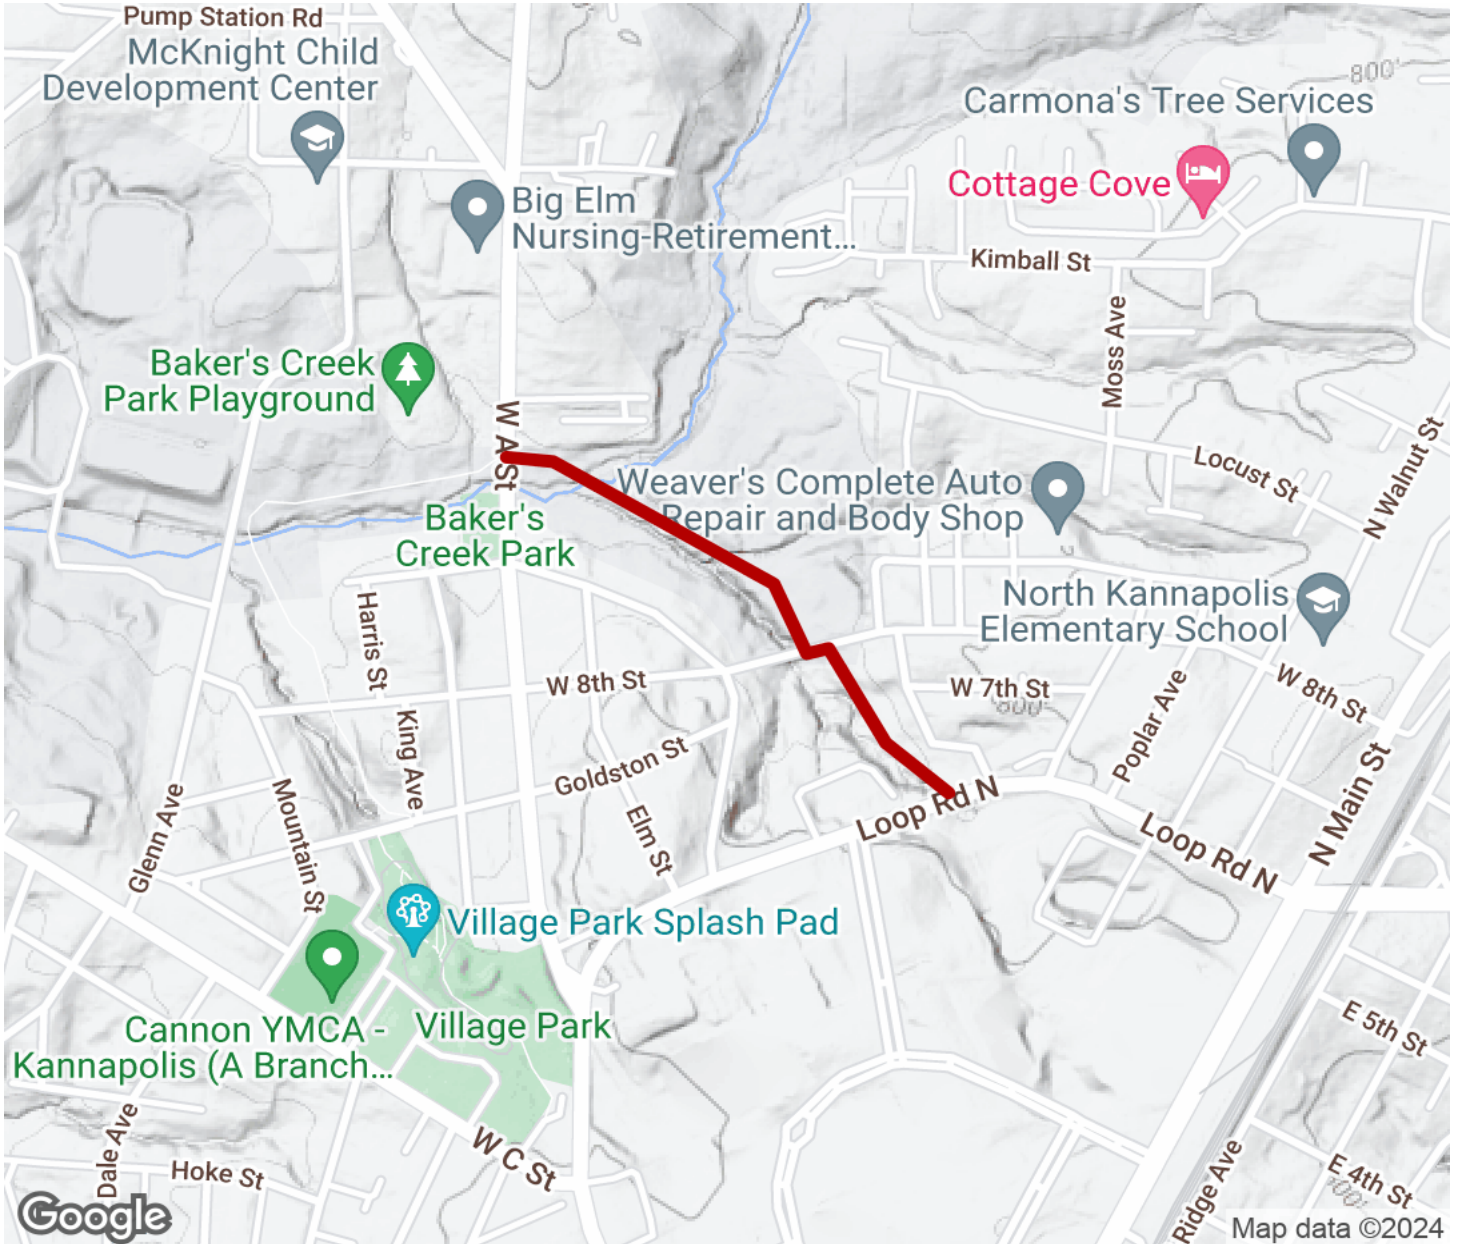 Pump Station Rd
McKnight Child
Development Center
800'
Carmona's Tree Services
Big Elm
Nursing-Retirement...
Cottage Cove
Kimball St
Moss Ave
Baker's Creek
Park Playground
W A St
Locust St
N Walnut St
Weaver's Complete Auto
Repair and Body Shop
Baker's
Creek Park
North Kannapolis
Elementary School
Harris St
W 8th St
W 7th St
800'
Poplar Ave
W 8th St
King Ave
Goldston St
Mountain St
Glenn Ave
Elm St
Loop Rd N
Loop Rd N
N Main St
Village Park Splash Pad
Cannon YMCA -
Kannapolis (A Branch...
Village Park
E 5th St
Dale Ave
Hoke St
W C St
Ridge Ave
E 4th St
Google
Map data ©2024